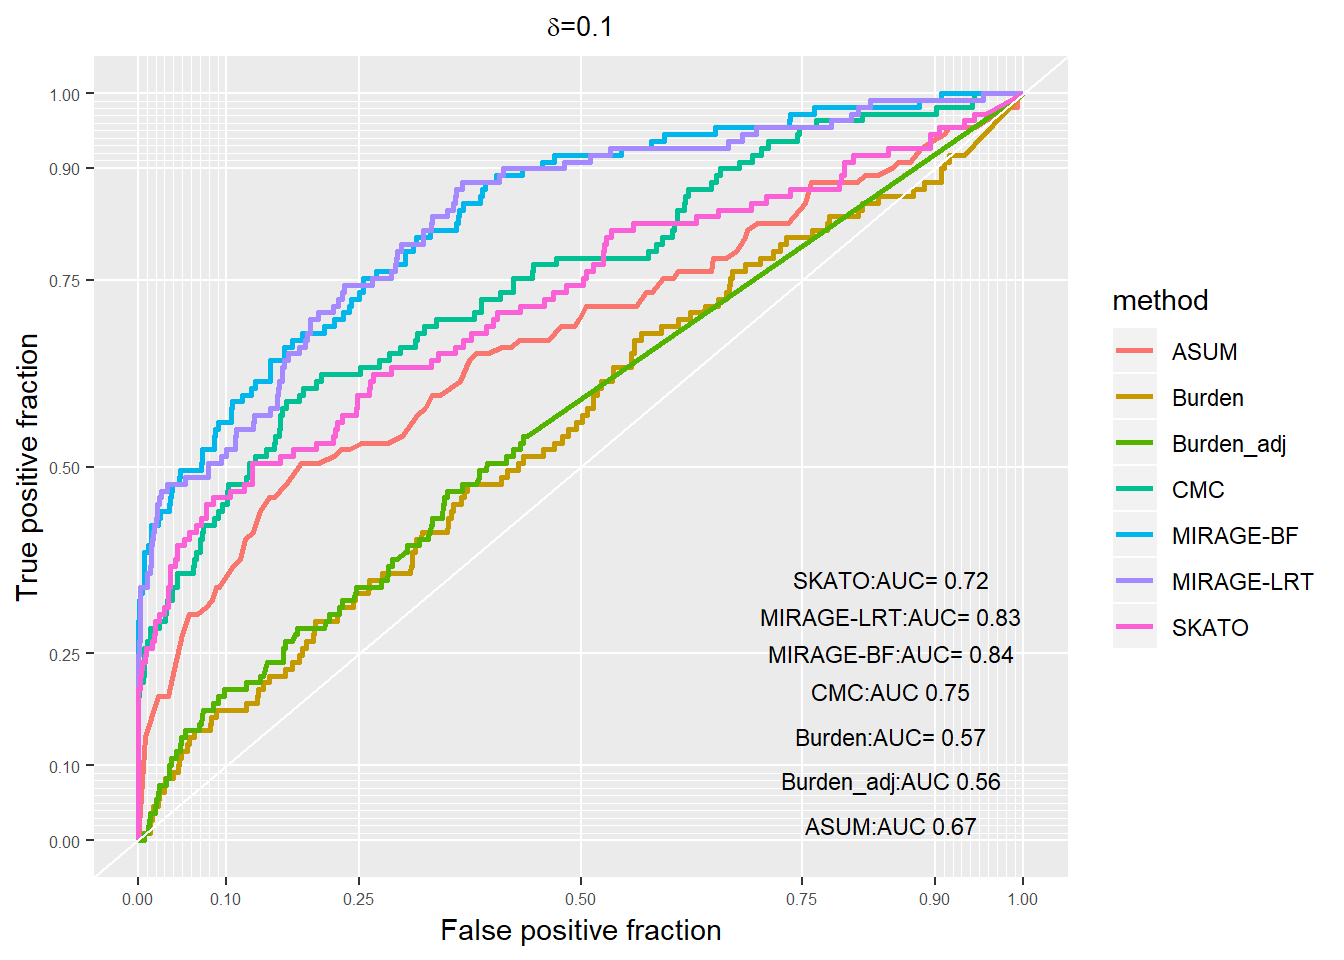 δ=0.1
True positive fraction
1.00
0.90
0.75
0.50
0.25
0.10
0.00
SKATO:AUC= 0.72
MIRAGE-LRT:AUC= 0.83
MIRAGE-BF:AUC= 0.84
CMC:AUC 0.75
Burden:AUC= 0.57
Burden_adj:AUC 0.56
ASUM:AUC 0.67
0.00 0.10 0.25 0.50 0.75 0.90 1.00
False positive fraction
method
ASUM
Burden
Burden_adj
CMC
MIRAGE-BF
MIRAGE-LRT
SKATO